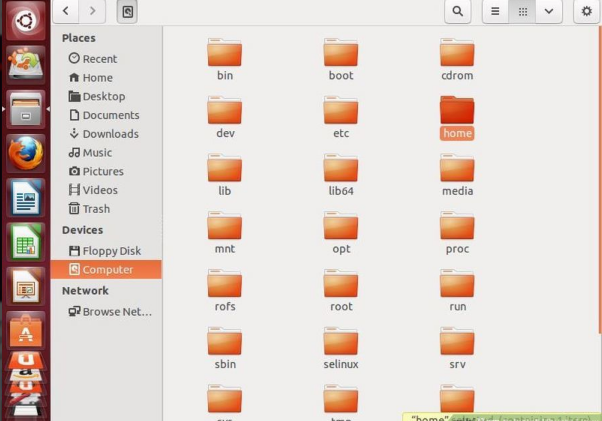 Places
Recent
Home
Desktop
Documents
Downloads
Music
Pictures
Videos
Trash
Devices
Floppy Disk
Computer
Network
Browse Net...
bin boot cdrom
dev etc home
lib lib64 media
mnt opt proc
rofs root run
sbin selinux srv
"home"